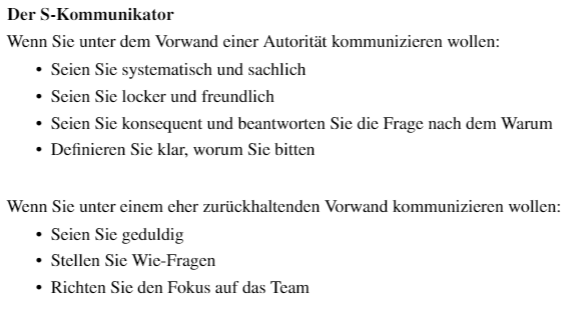 Der S-Kommunikator
Wenn Sie unter dem Vorwand einer Autorität kommunizieren wollen:
• Seien Sie systematisch und sachlich
• Seien Sie locker und freundlich
• Seien Sie konsequent und beantworten Sie die Frage nach dem Warum
• Definieren Sie klar, worum Sie bitten
Wenn Sie unter einem eher zurückhaltenden Vorwand kommunizieren wollen:
• Seien Sie geduldig
• Stellen Sie Wie-Fragen
• Richten Sie den Fokus auf das Team